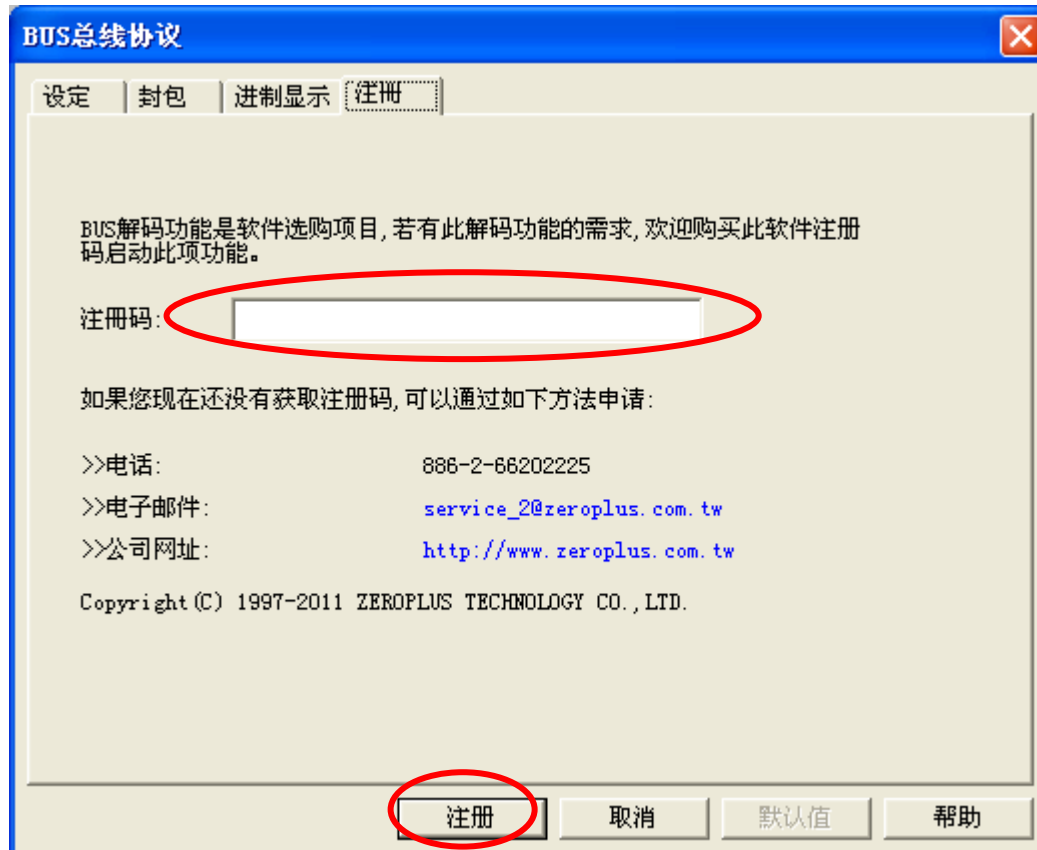 BUS总线协议
设定 封包 进制显示 注册
BUS解码功能是软件选购项目,若有此解码功能的需求,欢迎购买此软件注册
码启动此项功能。
注册码:
如果您现在还没有获取注册码,可以通过如下方法申请:
>>电话: 886-2-66202225
>>电子邮件: service_2@zeroplus.com.tw
>>公司网址: http://www.zeroplus.com.tw
Copyright(C) 1997-2011 ZEROPLUS TECHNOLOGY CO.,LTD.
注册 取消 默认值 帮助